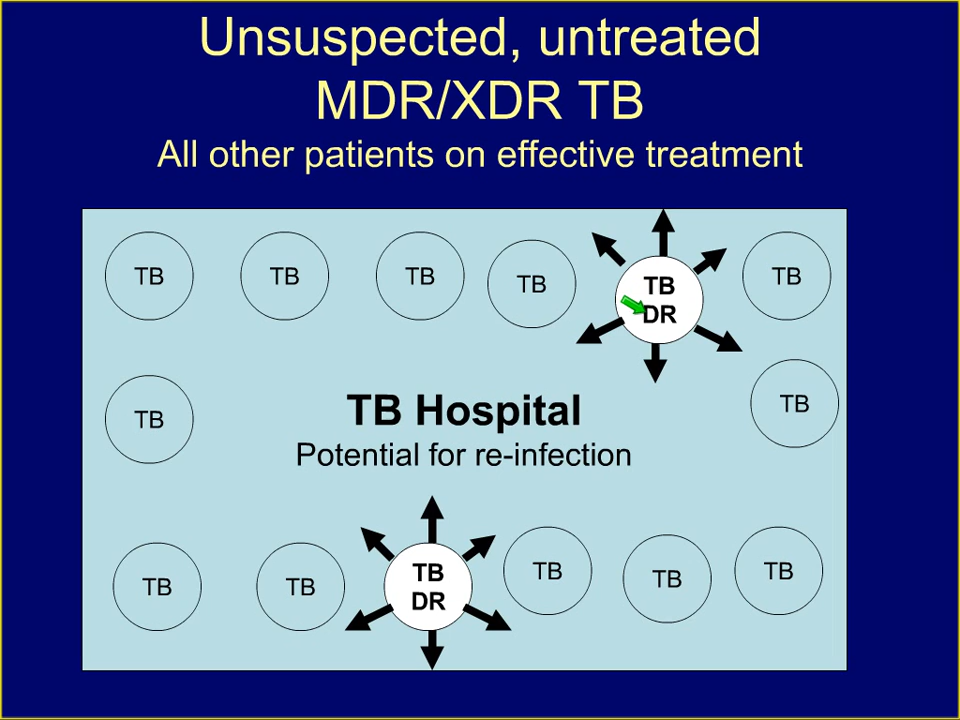 Unsuspected, untreated
MDR/XDR TB
All other patients on effective treatment
TB
TB
TB
TB
TB
DR
TB
TB
TB
TB Hospital
Potential for re-infection
TB
TB
TB
DR
TB
TB
TB